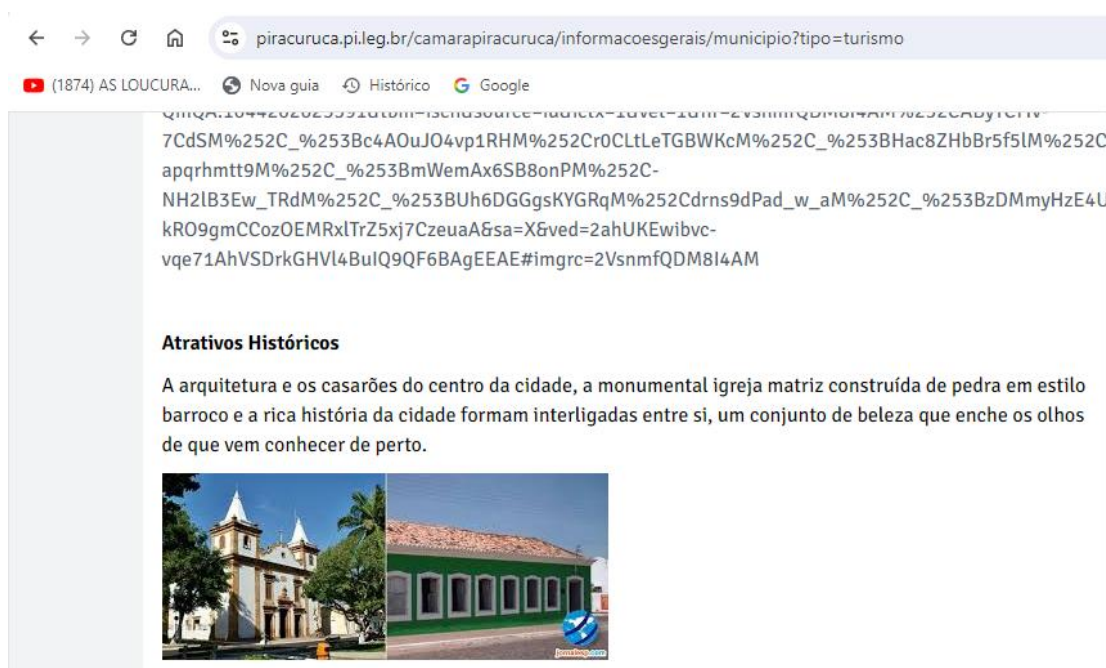 piracuruca.pi.leg.br/camarapiracuruca/informacoesgerais/municipio?tipo=turismo
(1874) AS LOUCURA... Nova guia Histórico Google
7CdSM%252C_%253Bc4AOuJO4vp1RHM%252Cr0CLtLeTGBWKcM%252C_%253BHac8ZHbBr5f5lM%252C
apqrhmtt9M%252C_%253BmWemAx6SB8onPM%252C-
NH2lB3Ew_TRdM%252C_%253BUh6DGGgsKYGRqM%252Cdrns9dPad_w_aM%252C_%253BzDMmyHzE4U
kRO9gmCCozOEMRxlTrZ5xj7CzeuaA&sa=X&ved=2ahUKEwibvc-
vqe71AhVSDrkGHVl4BuIQ9QF6BAgEEAE#imgrc=2VsnmfQDM8I4AM
Atrativos Históricos
A arquitetura e os casarões do centro da cidade, a monumental igreja matriz construída de pedra em estilo
barroco e a rica história da cidade formam interligadas entre si, um conjunto de beleza que enche os olhos
de que vem conhecer de perto.
jornalesp.com